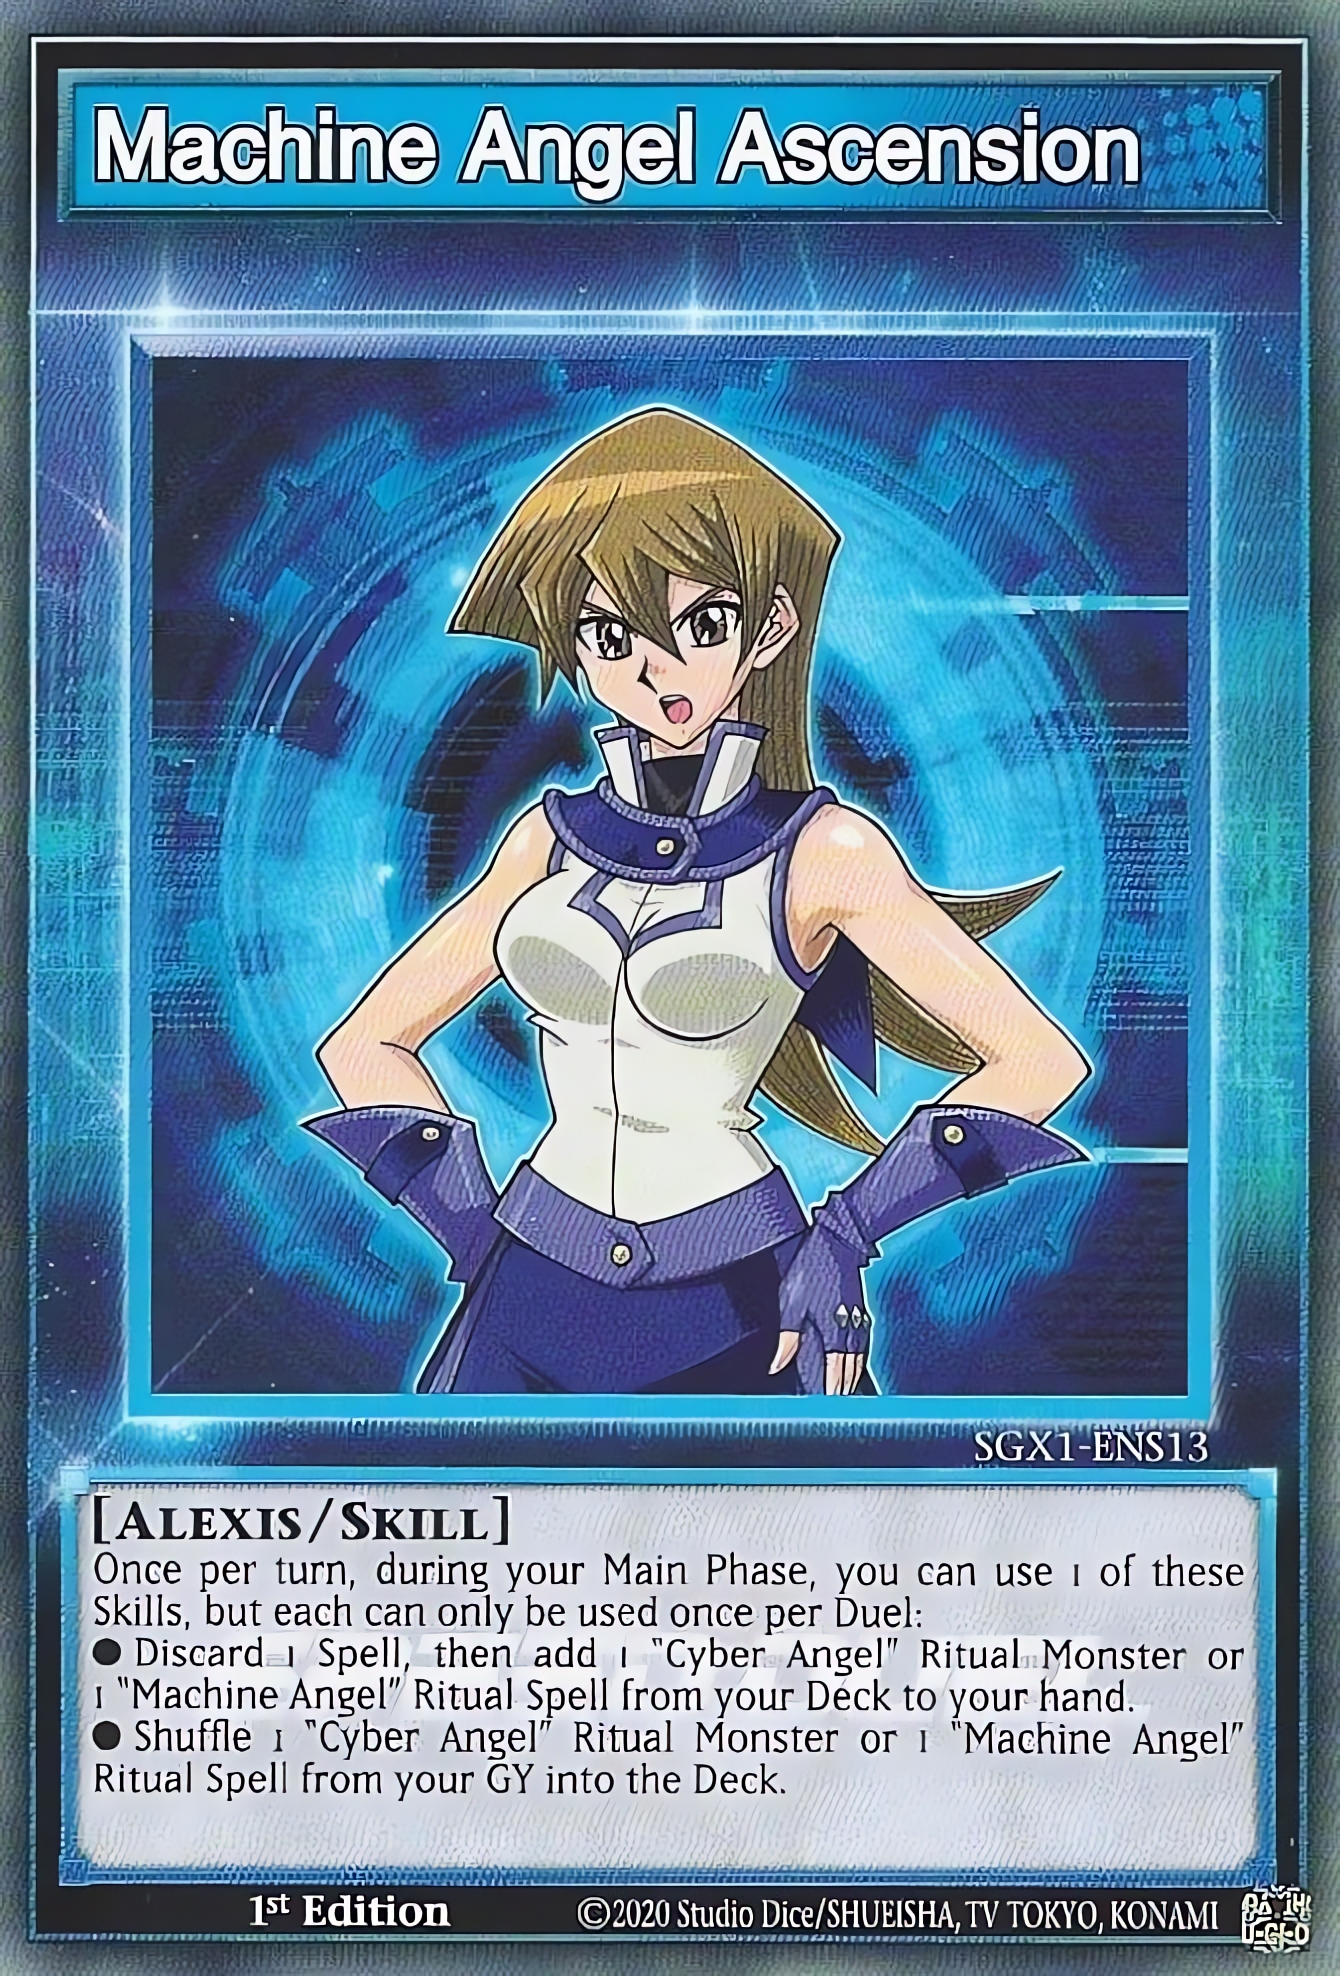 Machine Angel Ascension
SGX1-ENS13
[ALEXIS/SKILL]
Once per turn, during your Main Phase, you can use 1 of these
Skills, but each can only be used once per Duel:
● Discard 1 Spell, then add 1 "Cyber Angel" Ritual Monster or
1 "Machine Angel" Ritual Spell from your Deck to your hand.
● Shuffle 1 "Cyber Angel" Ritual Monster or 1 "Machine Angel"
Ritual Spell from your GY into the Deck.
1st Edition
©2020 Studio Dice/SHUEISHA, TV TOKYO, KONAMI